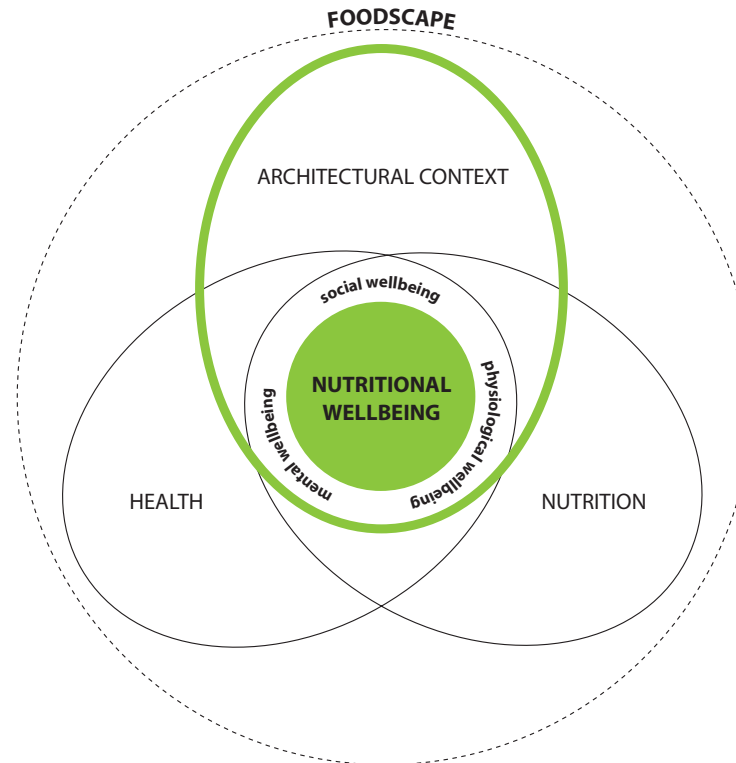 FOODSCAPE
ARCHITECTURAL CONTEXT
social wellbeing
NUTRITIONAL
WELLBEING
mental wellbeing
physiological wellbeing
HEALTH
NUTRITION